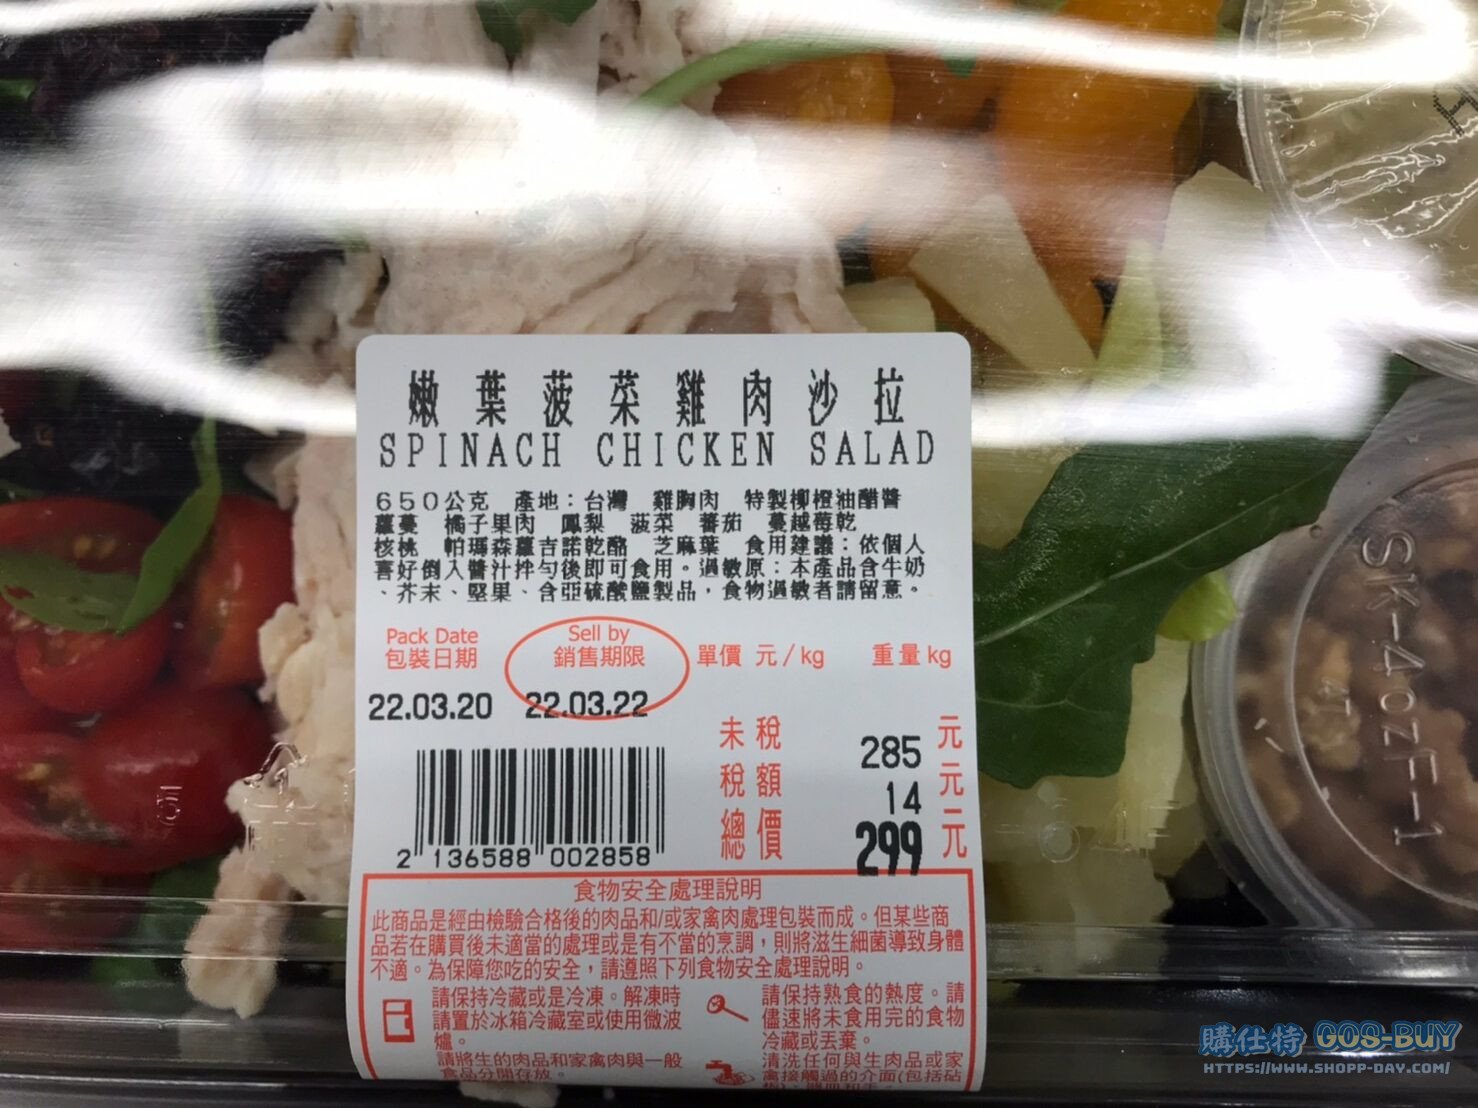 嫩葉菠菜雞肉沙拉
SPINACH CHICKEN SALAD
650公克 產地：台灣 雞胸肉 特製柳橙油醋醬
蘿蔓 橘子果肉 鳳梨 菠菜 蕃茄 蔓越莓乾
核桃 帕瑪森蘿吉諾乾酪 芝麻葉 食用建議：依個人
喜好倒入醬汁拌勻後即可食用。過敏原：本產品含牛奶
、芥末、堅果、含亞硫酸鹽製品，食物過敏者請留意。
Pack Date Sell by
包裝日期 銷售期限 單價 元/kg 重量 kg
22.03.20 22.03.22
未稅 285 元
稅額 14 元
總價 299 元
2 136588 002858
食物安全處理說明
此商品是經由檢驗合格後的肉品和/或家禽肉處理包裝而成。但某些商
品若在購買後未適當的處理或是有不當的烹調，則將滋生細菌導致身體
不適。為保障您吃的安全，請遵照下列食物安全處理說明。
請保持冷藏或是冷凍。解凍時
請置於冰箱冷藏室或使用微波
爐。
請將生的肉品和家禽肉與一般
食品分開存放。
請保持熟食的熱度。請
儘速將未食用完的食物
冷藏或丟棄。
清洗任何與生肉品或家
禽接觸過的介面(包括砧
SK-4ozF-1
5
購仕特 GOS-BUY
HTTPS://WWW.SHOPP-DAY.COM/